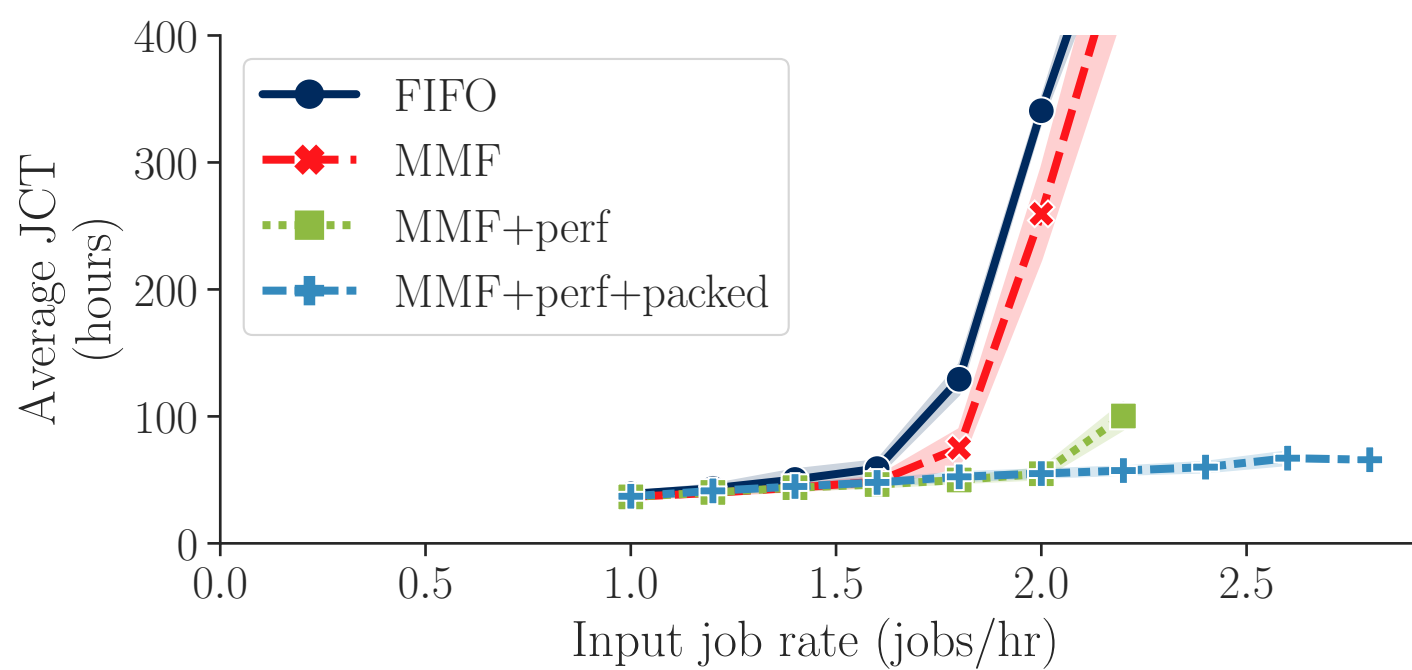 400
300
200
100
0
Average JCT
(hours)
FIFO
MMF
MMF+perf
MMF+perf+packed
0.0 0.5 1.0 1.5 2.0 2.5
Input job rate (jobs/hr)